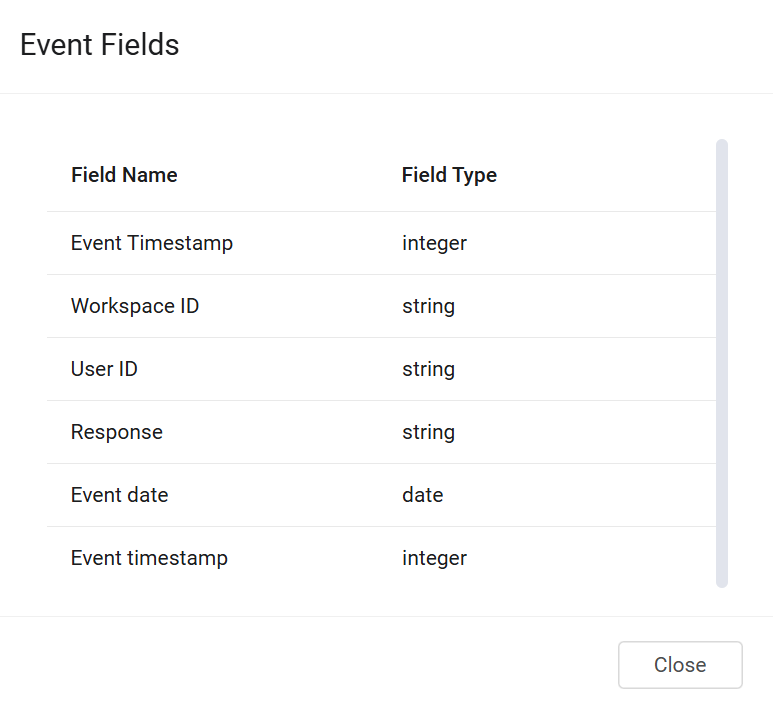 Event Fields
Field Name Field Type
Event Timestamp integer
Workspace ID string
User ID string
Response string
Event date date
Event timestamp integer
Close